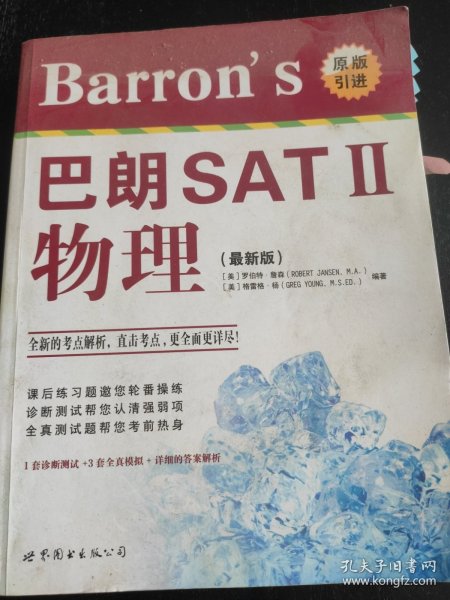 Barron's
原版
引进
巴朗SAT II
物理
(最新版)
[美]罗伯特·詹森(ROBERT JANSEN, M.A.)
[美]格雷格·杨(GREG YOUNG, M.S.ED.)
编著
全新的考点解析,直击考点,更全面更详尽!
课后练习题邀您轮番操练
诊断测试帮您认清强弱项
全真测试题帮您考前热身
1套诊断测试+3套全真模拟+详细的答案解析
世界图书出版公司
孔夫子旧书网
www.kongfz.com